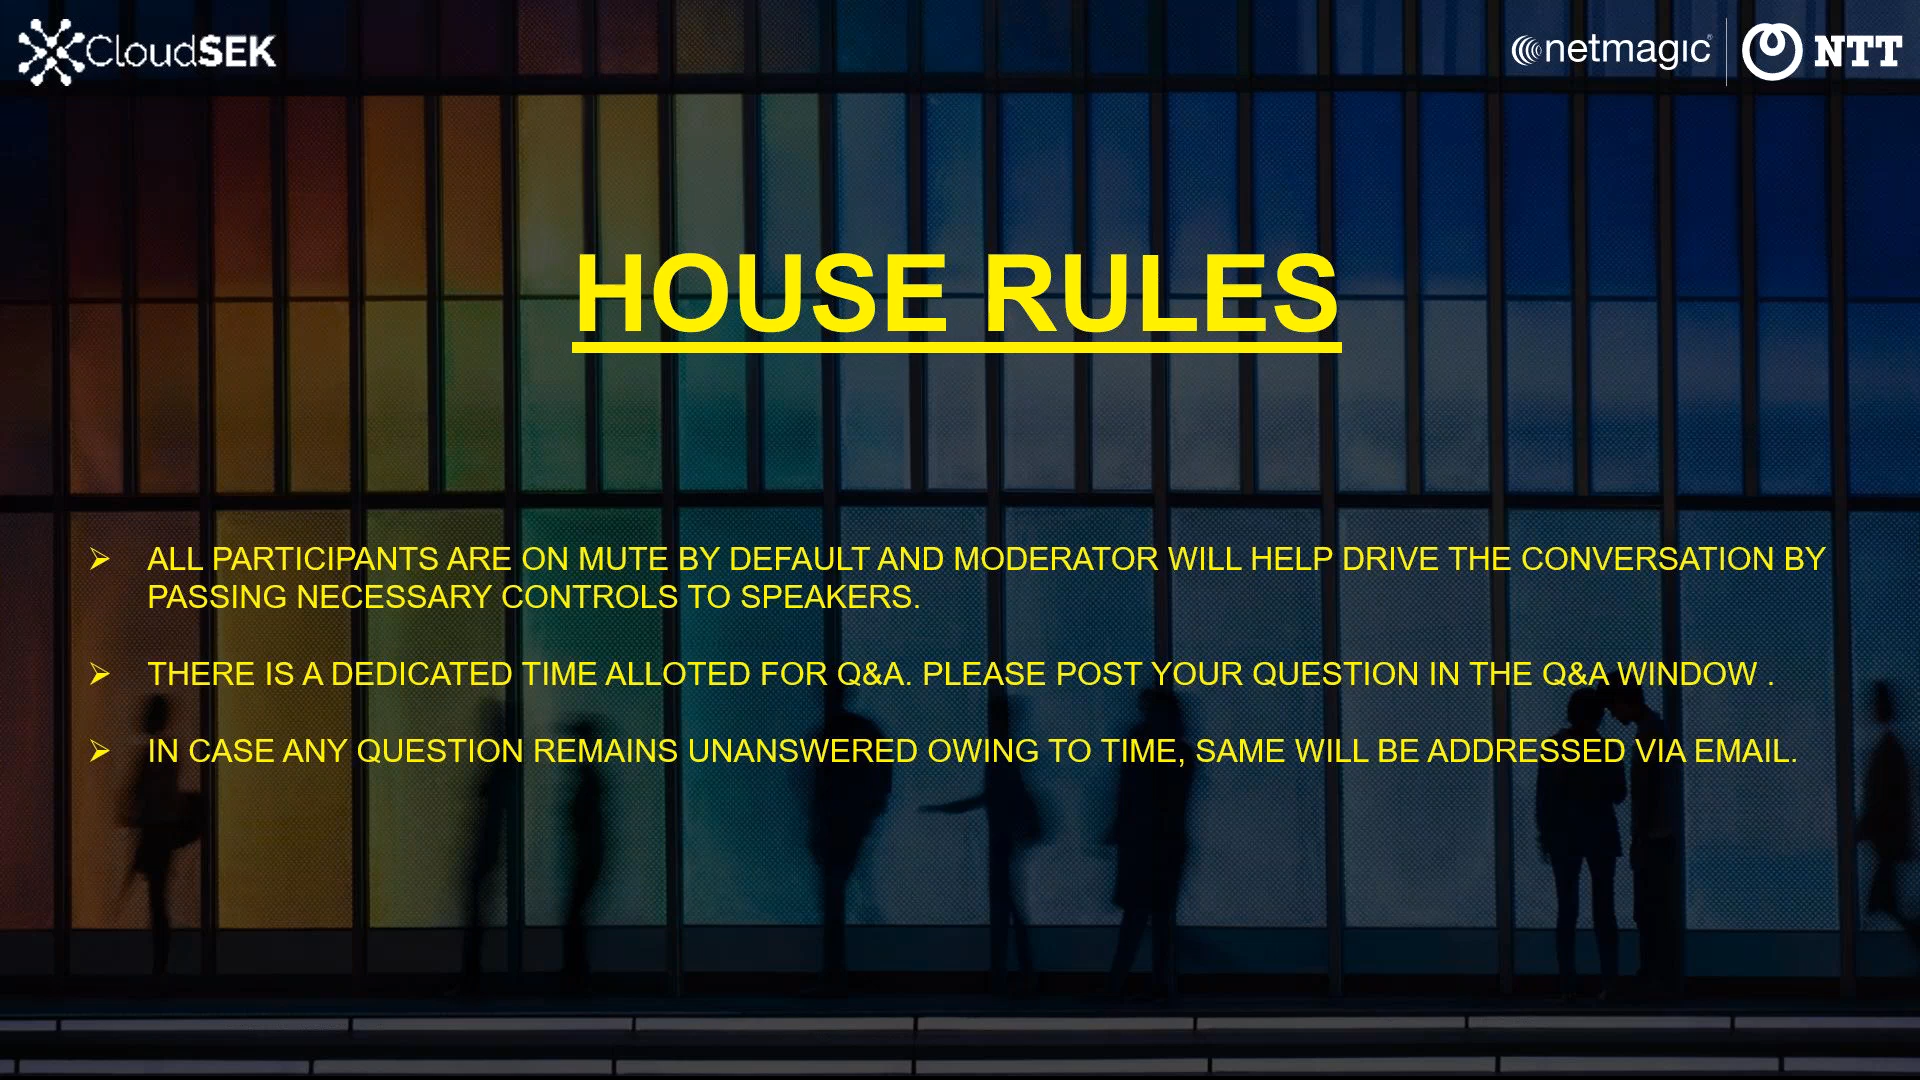 CloudSEK
netmagic® NTT
HOUSE RULES
➢ ALL PARTICIPANTS ARE ON MUTE BY DEFAULT AND MODERATOR WILL HELP DRIVE THE CONVERSATION BY
PASSING NECESSARY CONTROLS TO SPEAKERS.
➢ THERE IS A DEDICATED TIME ALLOTED FOR Q&A. PLEASE POST YOUR QUESTION IN THE Q&A WINDOW .
➢ IN CASE ANY QUESTION REMAINS UNANSWERED OWING TO TIME, SAME WILL BE ADDRESSED VIA EMAIL.